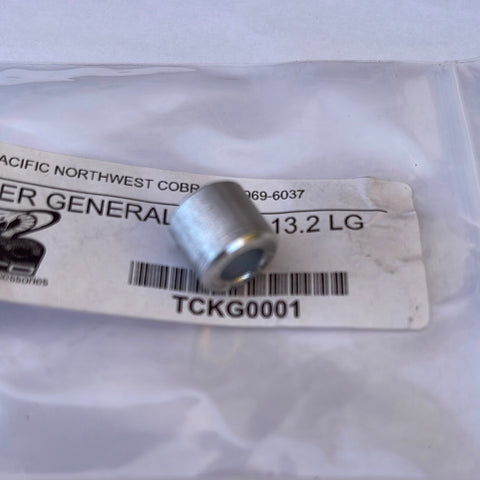 ACIFIC NORTHWEST COBR 969-6037
ER GENERAL 13.2 LG
TCKG0001